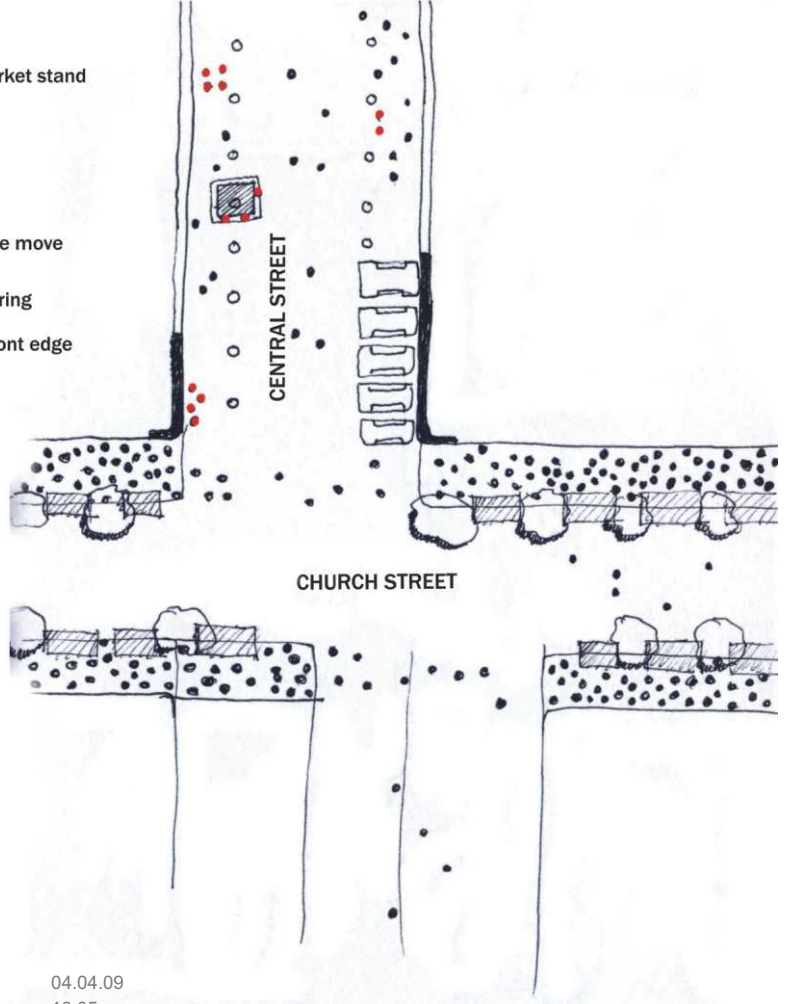 rket stand
e move
ring
ont edge
CENTRAL STREET
CHURCH STREET
04.04.09